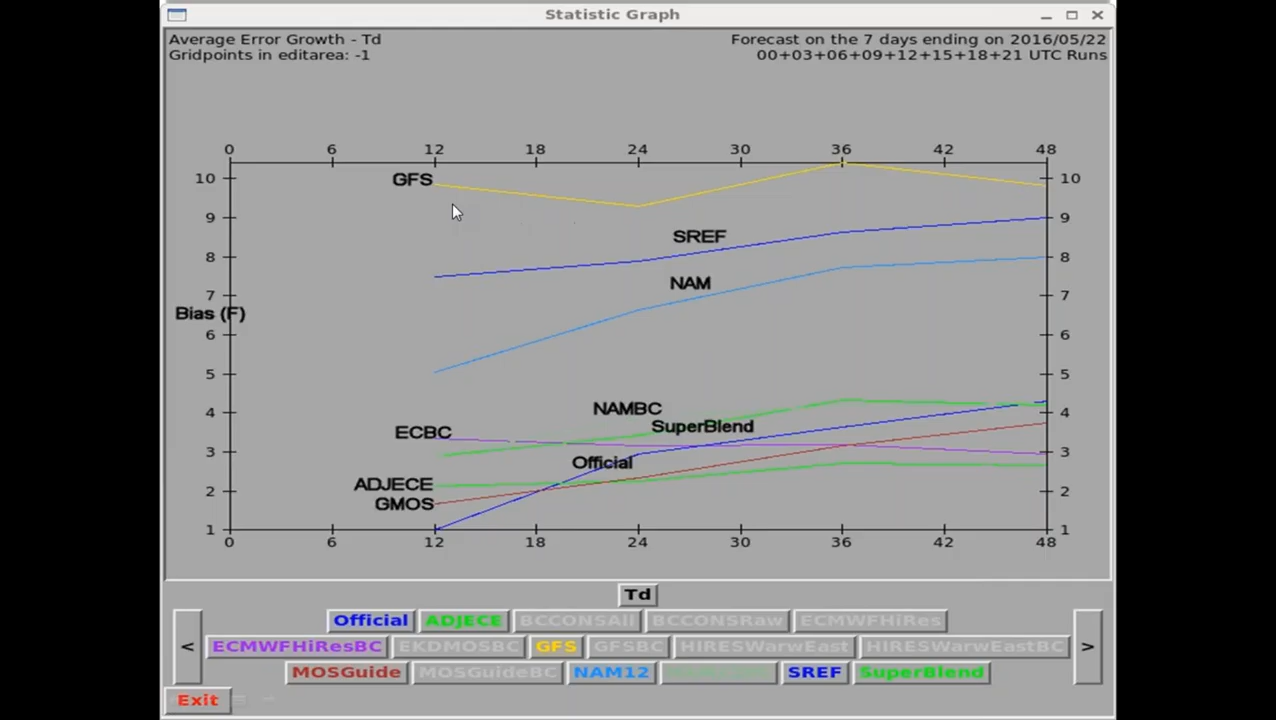 Statistic Graph
Average Error Growth - Td
Forecast on the 7 days ending on 2016/05/22
Gridpoints in editarea: -1
00+03+06+09+12+15+18+21 UTC Runs
0 6 12 18 24 30 36 42 48
10 GFS 10
9 9
SREF
8 8
NAM
7 7
Bias (F)
6 6
5 5
4 NAMBC 4
ECBC SuperBlend
3 3
Official
ADJECE
2 2
GMOS
1 1
0 6 12 18 24 30 36 42 48
Td
< Official ADJECE BCCONSAll BCCONSRaw ECMWFHiRes >
ECMWFHiResBC EKDMOSBC GFS GFSBC HIRESWarwEast HIRESWarwEastBC
MOSGuide MOSGuideBC NAM12 SREF SuperBlend
Exit